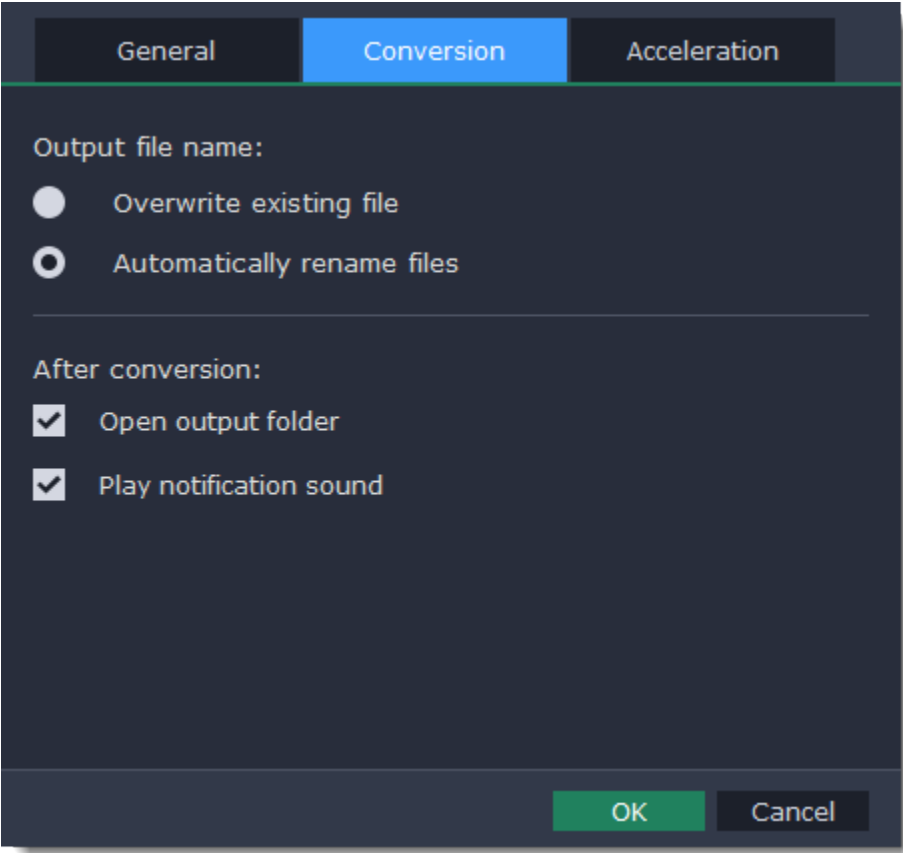 General Conversion Acceleration
Output file name:
Overwrite existing file
Automatically rename files
After conversion:
Open output folder
Play notification sound
OK Cancel